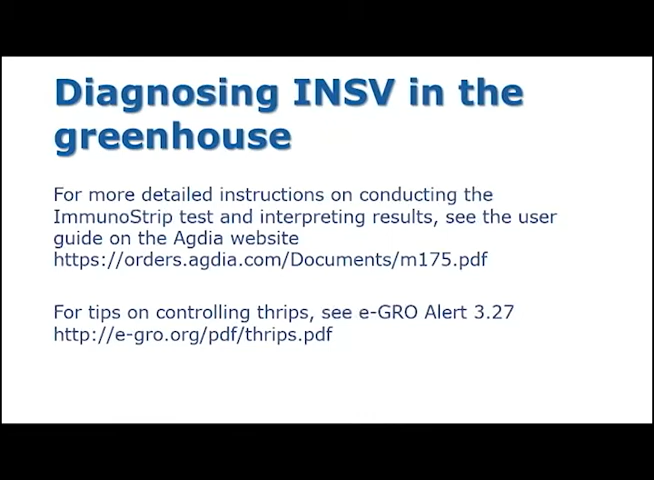 Diagnosing INSV in the
greenhouse
For more detailed instructions on conducting the
ImmunoStrip test and interpreting results, see the user
guide on the Agdia website
https://orders.agdia.com/Documents/m175.pdf
For tips on controlling thrips, see e-GRO Alert 3.27
http://e-gro.org/pdf/thrips.pdf